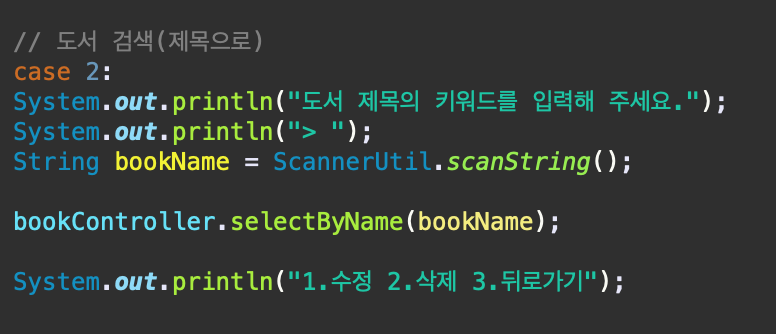 // 도서 검색(제목으로)
case 2:
System.out.println("도서 제목의 키워드를 입력해 주세요.");
System.out.println("> ");
String bookName = ScannerUtil.scanString();
bookController.selectByName(bookName);
System.out.println("1.수정 2.삭제 3.뒤로가기");